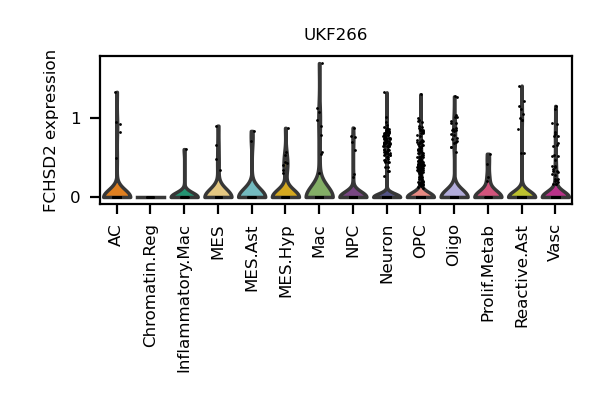 UKF266
FCHSD2 expression
1
0
AC
Chromatin.Reg
Inflammatory.Mac
MES
MES.Ast
MES.Hyp
Mac
NPC
Neuron
OPC
Oligo
Prolif.Metab
Reactive.Ast
Vasc